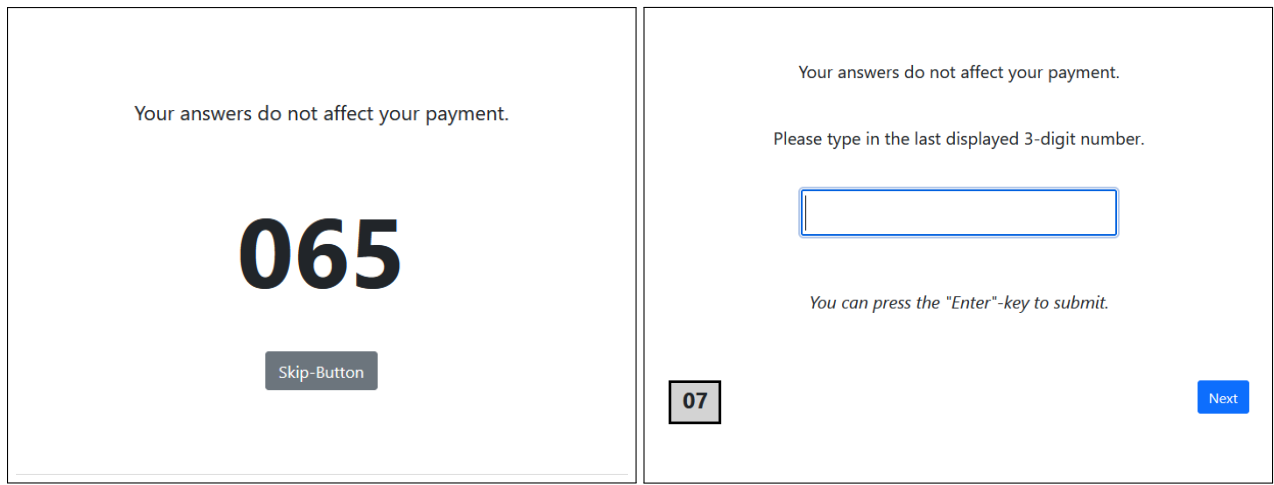 Your answers do not affect your payment.
065
Skip-Button
Your answers do not affect your payment.
Please type in the last displayed 3-digit number.
You can press the "Enter"-key to submit.
07
Next